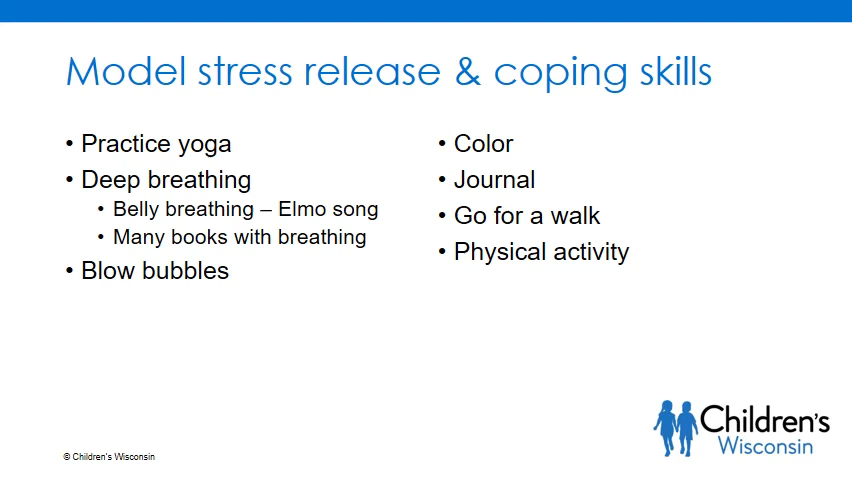 Model stress release & coping skills
• Practice yoga
• Deep breathing
• Belly breathing – Elmo song
• Many books with breathing
• Blow bubbles
• Color
• Journal
• Go for a walk
• Physical activity
Children's
Wisconsin
© Children's Wisconsin